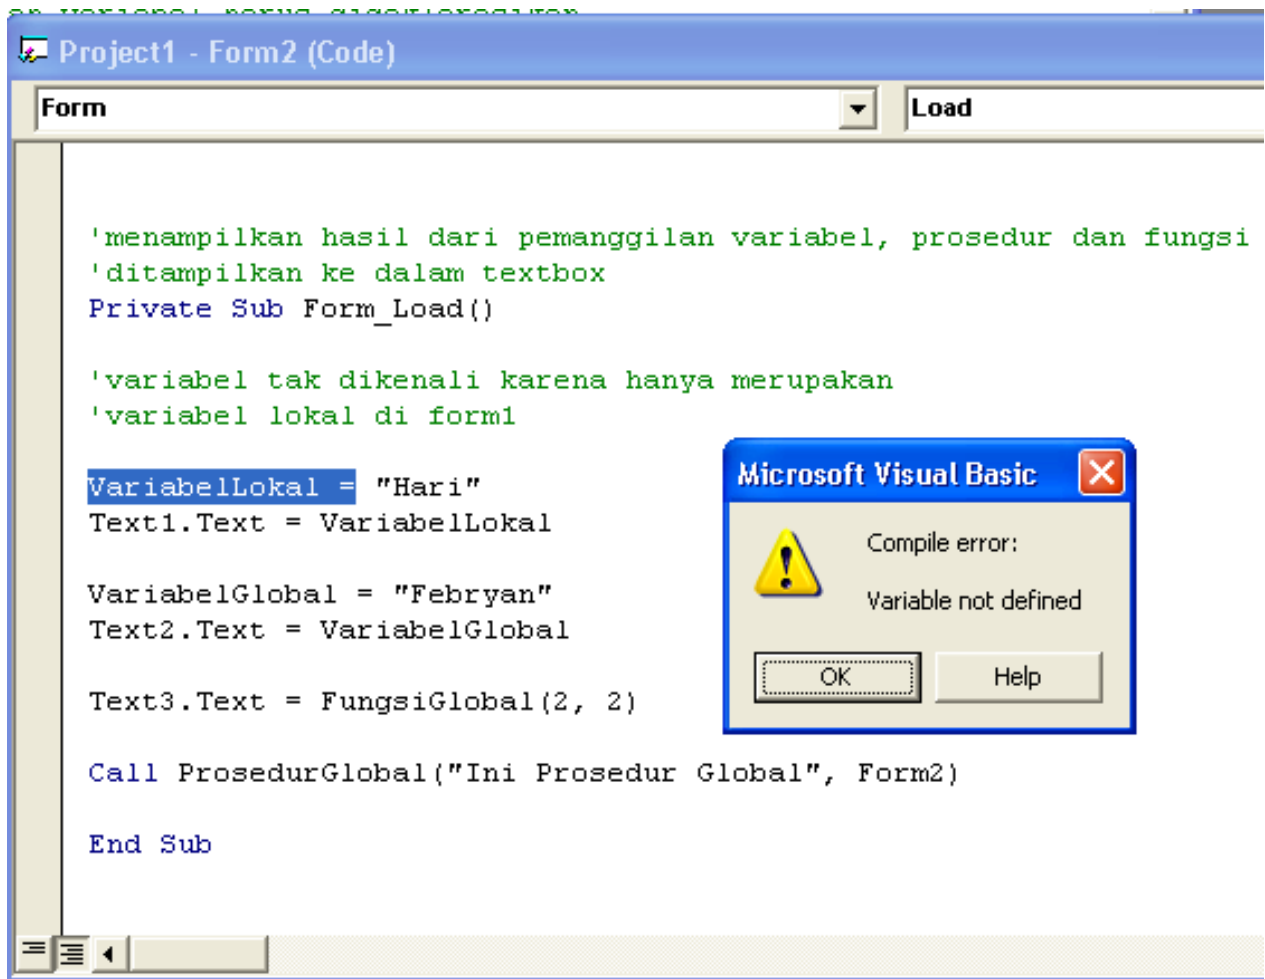 Project1 - Form2 (Code)
Form Load
'menampilkan hasil dari pemanggilan variabel, prosedur dan fungsi
'ditampilkan ke dalam textbox
Private Sub Form_Load()
'variabel tak dikenali karena hanya merupakan
'variabel lokal di form1
VariabelLokal = "Hari"
Text1.Text = VariabelLokal
VariabelGlobal = "Febryan"
Text2.Text = VariabelGlobal
Text3.Text = FungsiGlobal(2, 2)
Call ProsedurGlobal("Ini Prosedur Global", Form2)
End Sub
Microsoft Visual Basic
Compile error:
Variable not defined
OK Help